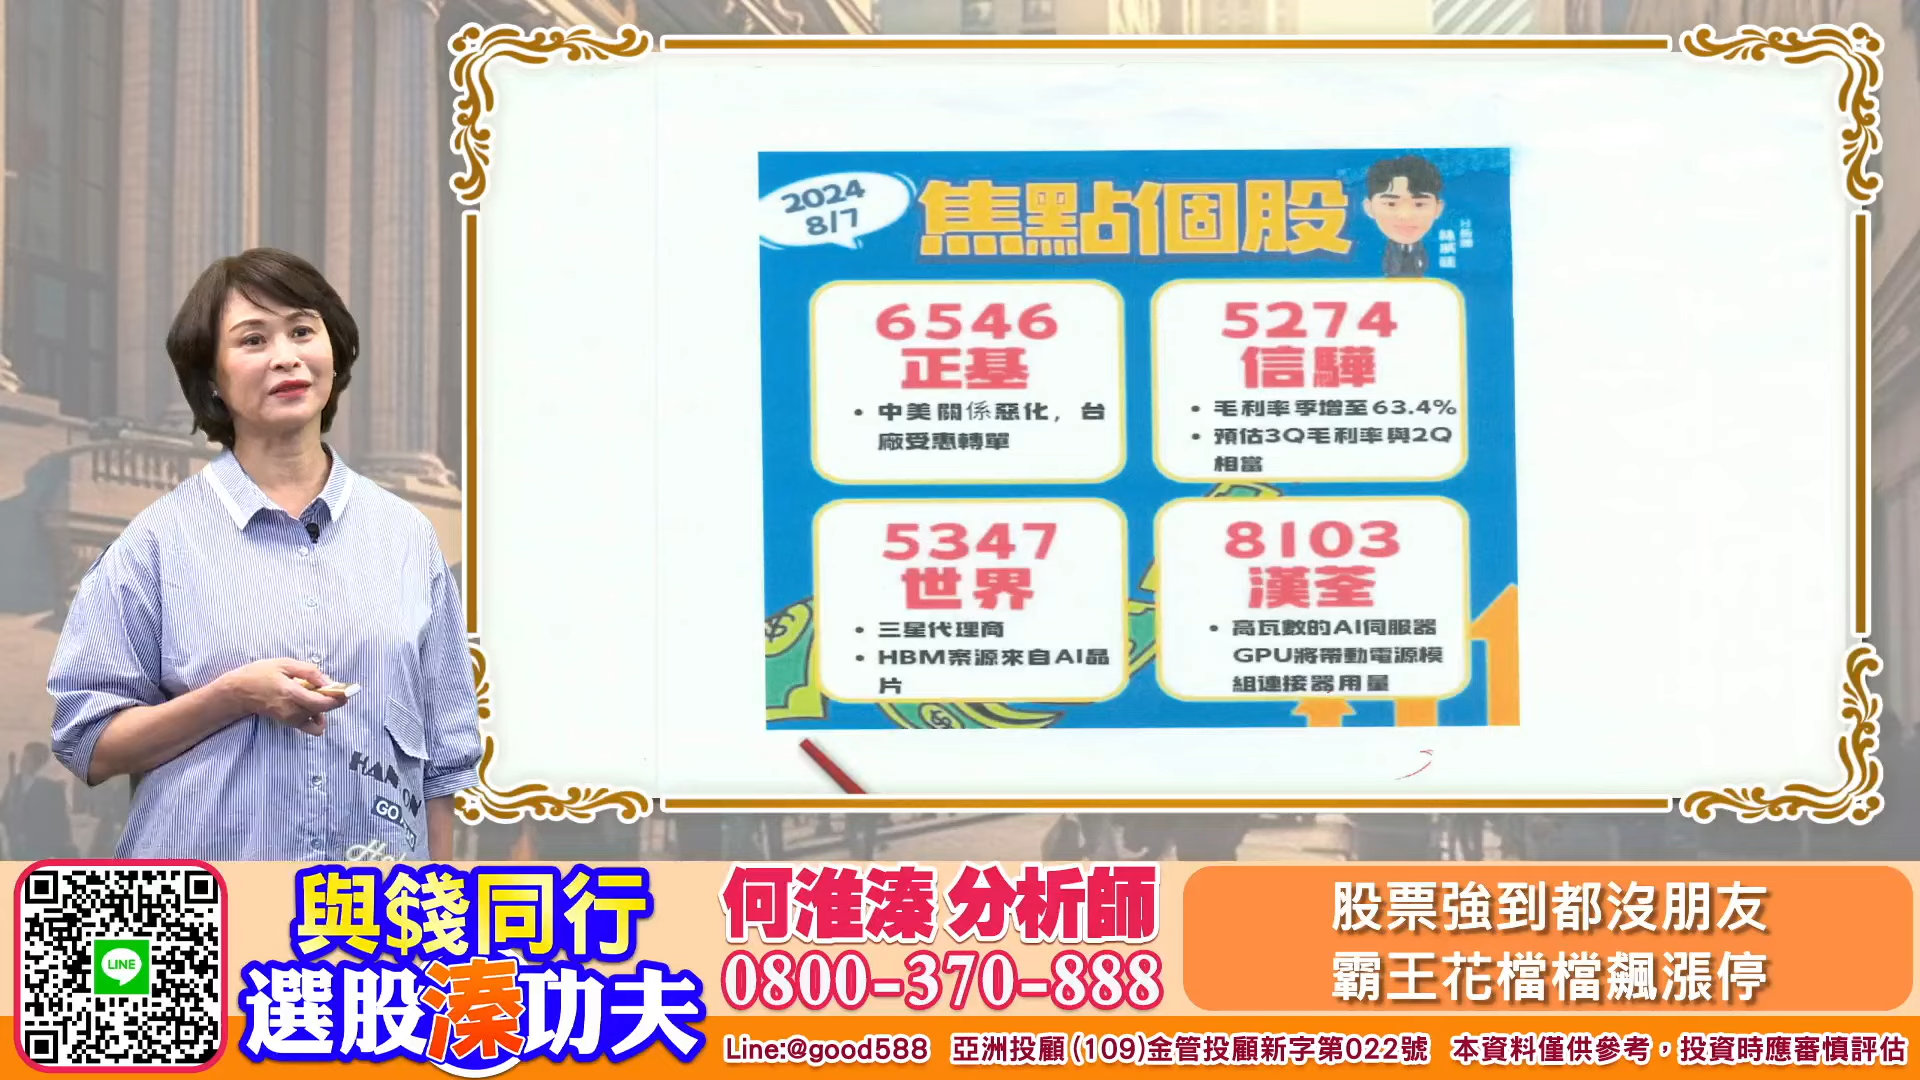 2024
8/7
焦點個股
分析師
6546
正基
• 中美關係惡化，台
廠受惠轉單
5274
信驊
• 毛利率季增至63.4%
• 預估3Q毛利率與2Q
相當
5347
世界
• 三星代理商
• HBM案源來自AI晶
片
8103
瀚荃
• 高瓦數的AI伺服器
GPU將帶動電源模
組連接器用量
GO
LINE
與錢同行
選股溱功夫
何淮溱 分析師
0800-370-888
股票強到都沒朋友
霸王花檔檔飆漲停
Line:@good588 亞洲投顧 (109)金管投顧新字第022號 本資料僅供參考，投資時應審慎評估